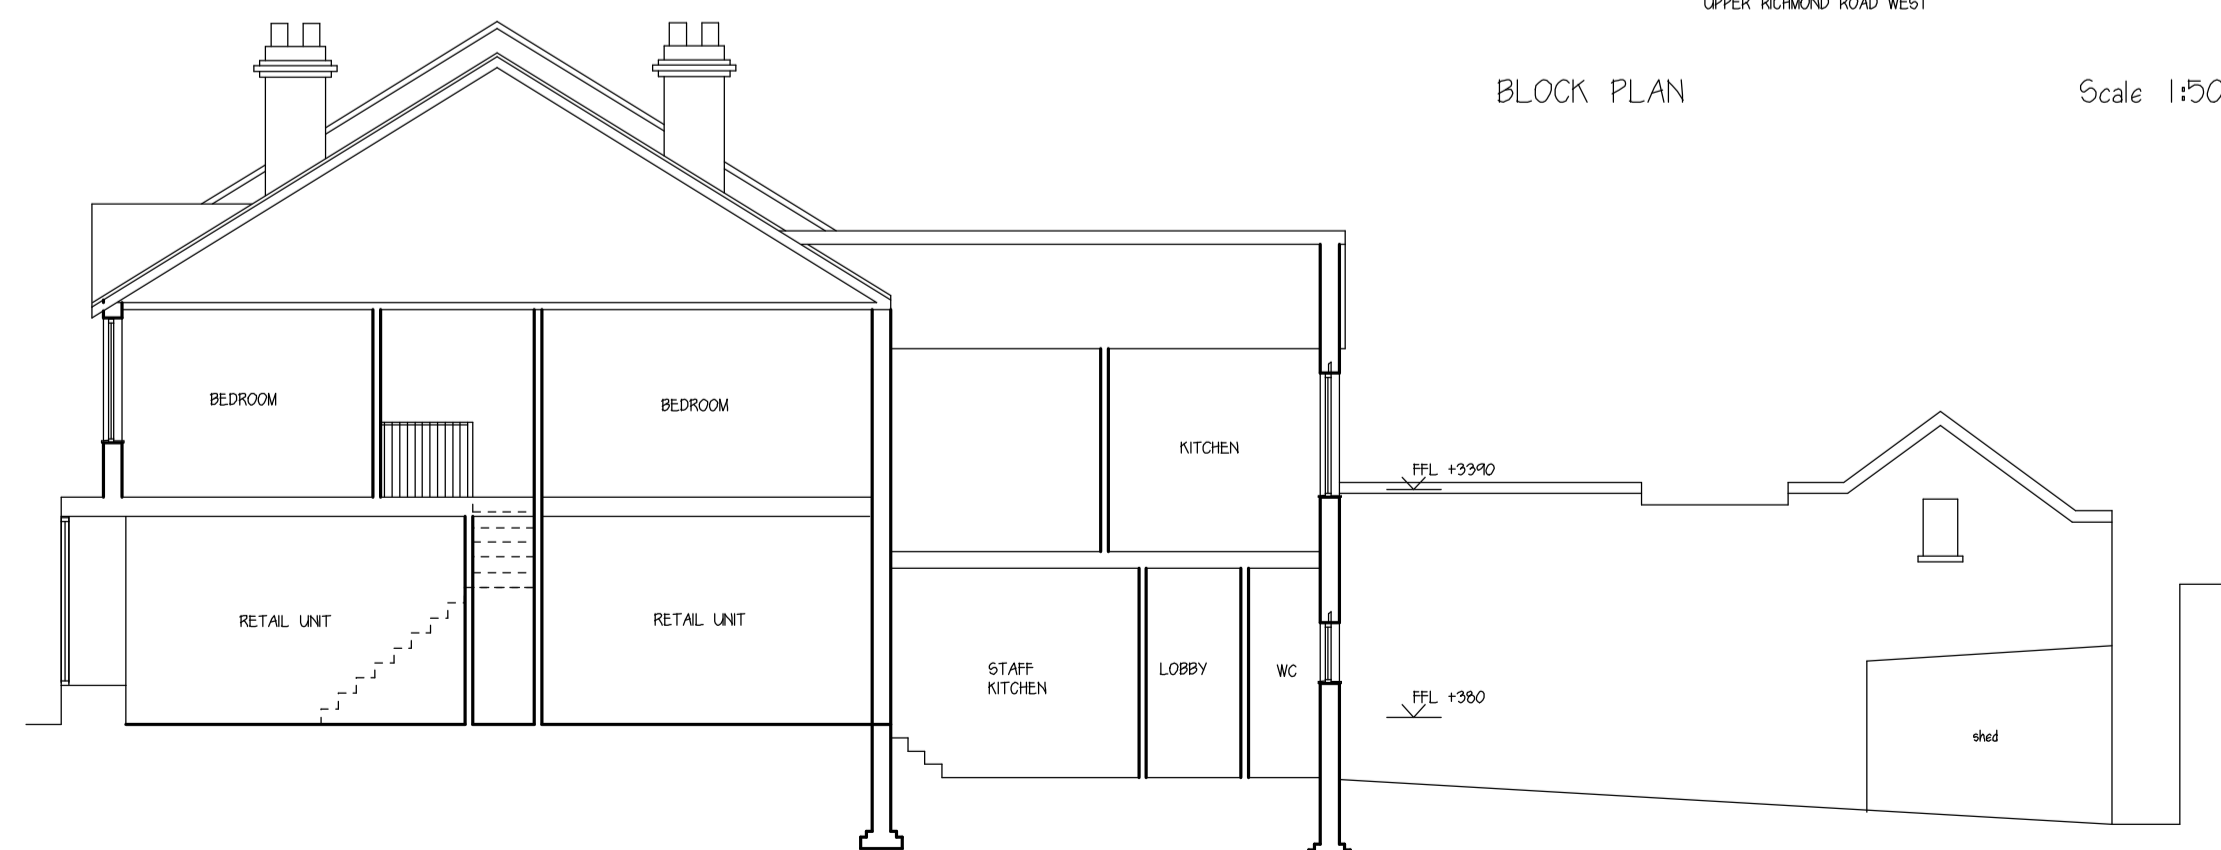 UPPER RICHMOND ROAD WEST
BLOCK PLAN
Scale 1:50
BEDROOM
BEDROOM
KITCHEN
FFL +3390
RETAIL UNIT
RETAIL UNIT
STAFF
KITCHEN
LOBBY
WC
FFL +380
shed